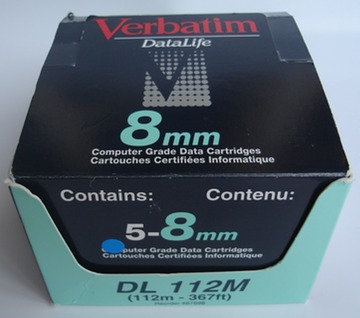 Verbatim
DataLife
8mm
Computer Grade Data Cartridges
Cartouches Certifiées Informatique
Contains: Contenu:
5-8mm
Grade Data Cartridges
Cartouches Certifiées Informatique
DL 112M
(112m - 367ft)